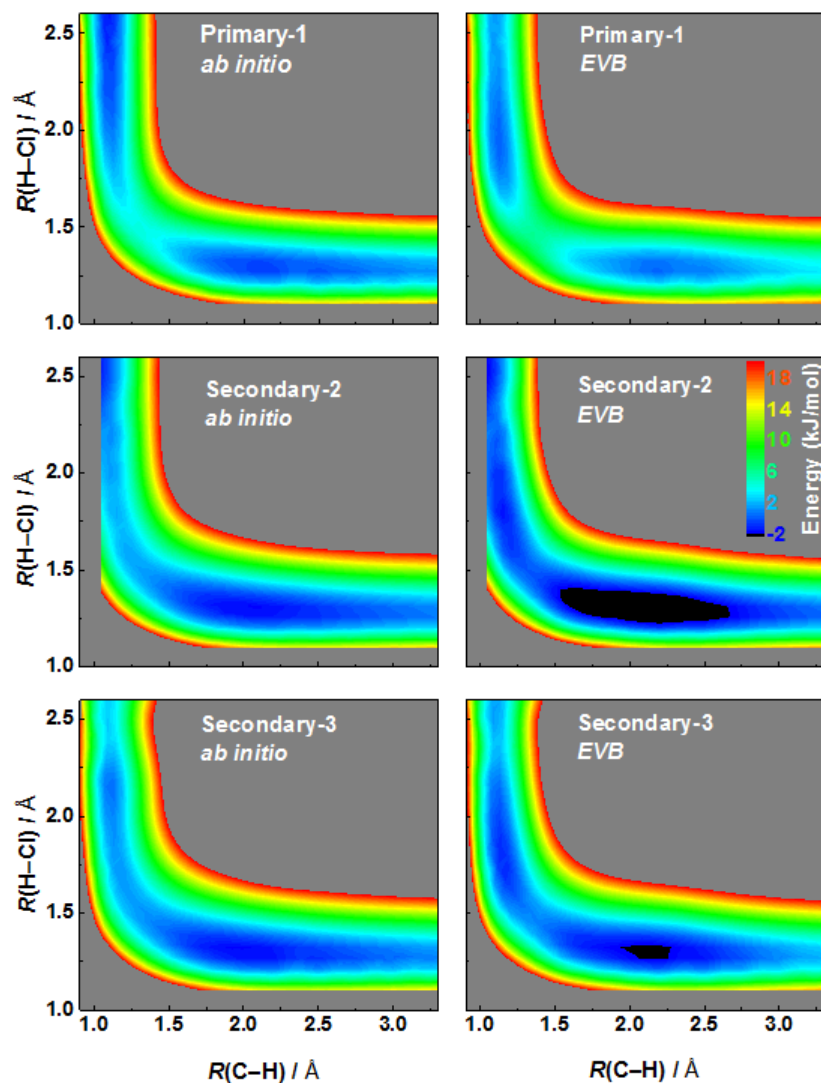 Primary-1
ab initio
Primary-1
EVB
2.5
2.0
1.5
1.0
R(H–Cl) / Å
Secondary-2
ab initio
Secondary-2
EVB
18
14
10
6
2
-2
Energy (kJ/mol)
2.5
2.0
1.5
1.0
R(H–Cl) / Å
Secondary-3
ab initio
Secondary-3
EVB
2.5
2.0
1.5
1.0
R(H–Cl) / Å
1.0 1.5 2.0 2.5 3.0
1.0 1.5 2.0 2.5 3.0
R(C–H) / Å
R(C–H) / Å